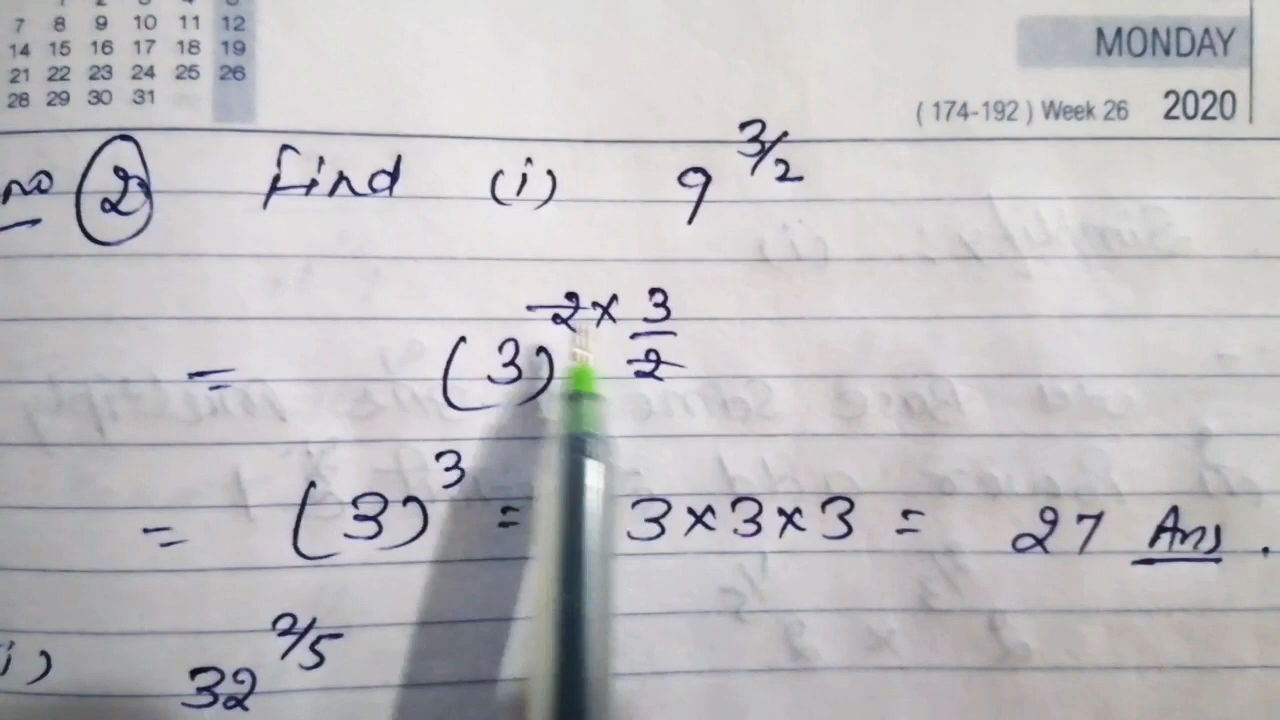 7 8 9 10 11 12
14 15 16 17 18 19
21 22 23 24 25 26
28 29 30 31
MONDAY
( 174-192 ) Week 26 2020
no 2 Find (i) 9^{3/2}
= (3)^{2 × 3/2}
= (3)^3 = 3×3×3 = 27 Ans.
i) 32^{2/5}